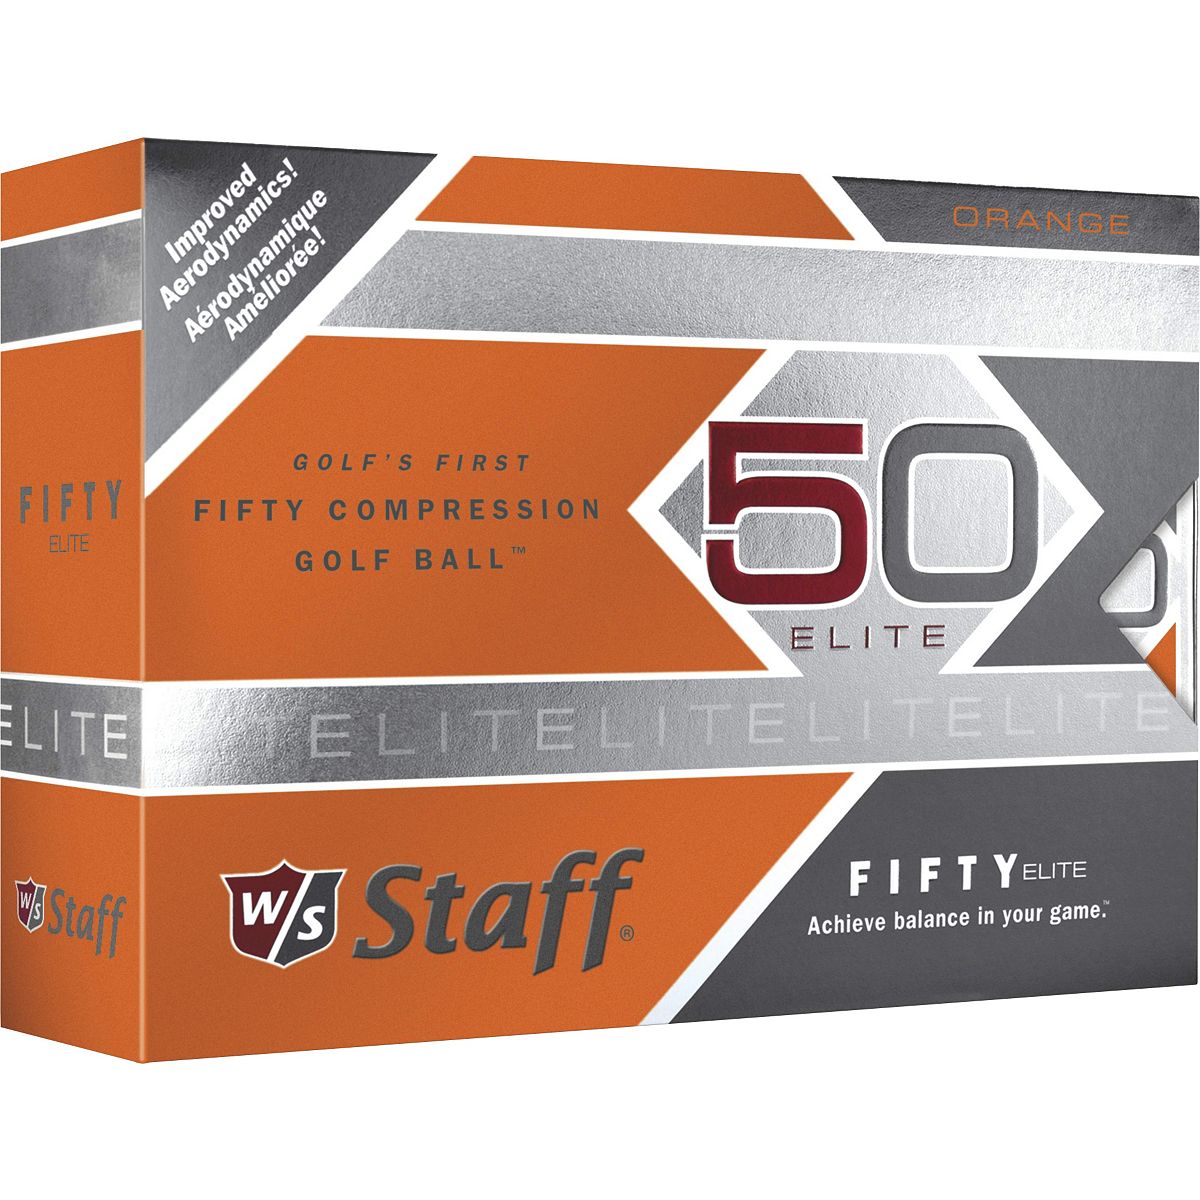 Improved
Aerodynamics!
Aérodynamique
Améliorée!
ORANGE
GOLF'S FIRST
FIFTY COMPRESSION
GOLF BALL™
50
ELITE
FIFTY
ELITE
ELITE
ELITELITELITELITELITE
W/S Staff®
W/S Staff
FIFTY ELITE
Achieve balance in your game.™